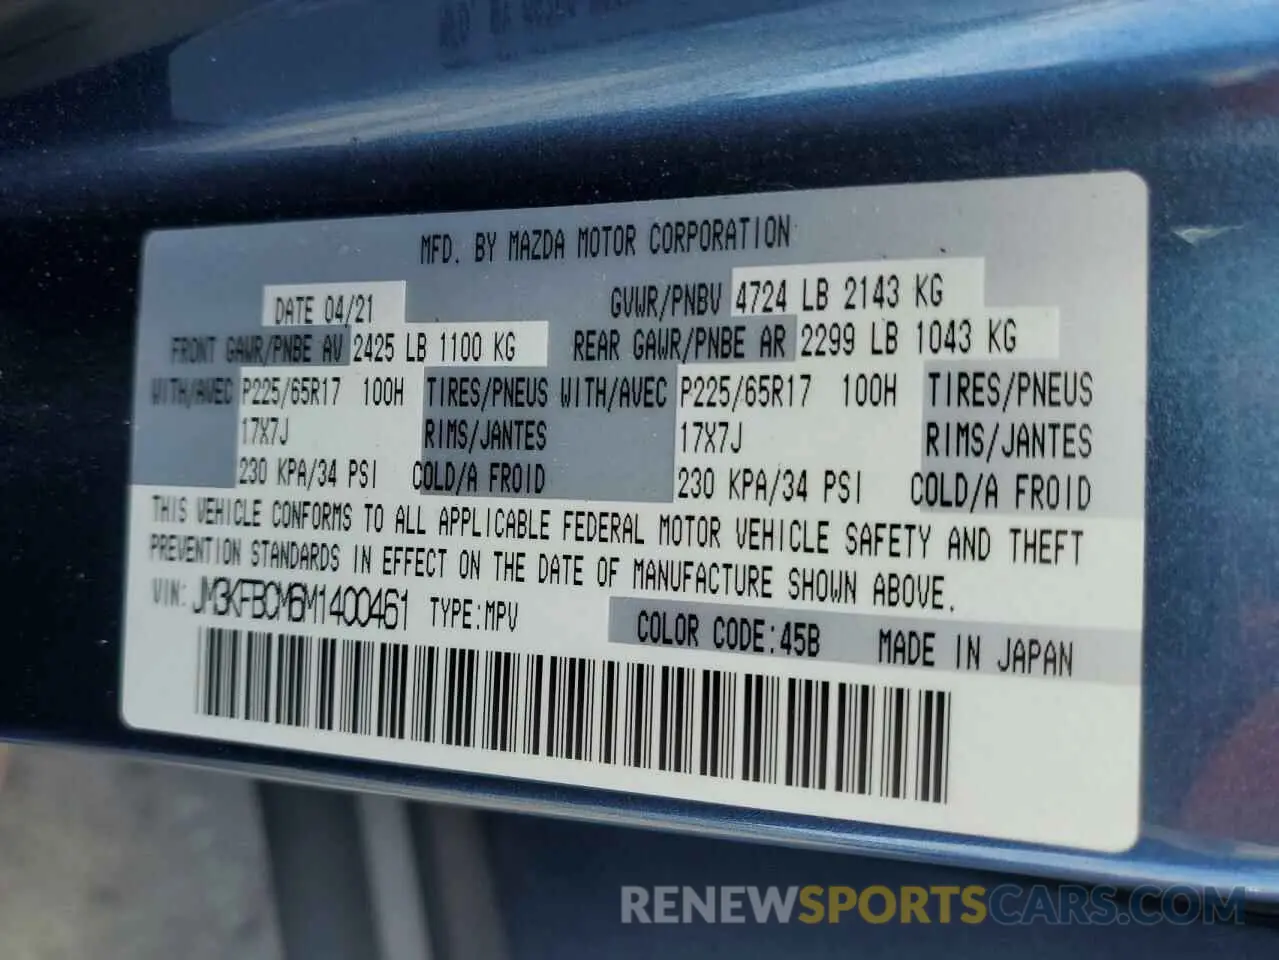 MFD. BY MAZDA MOTOR CORPORATION
DATE 04/21 GVWR/PNBV 4724 LB 2143 KG
FRONT GAWR/PNBE AV 2425 LB 1100 KG REAR GAWR/PNBE AR 2299 LB 1043 KG
WITH/AVEC P225/65R17 100H TIRES/PNEUS WITH/AVEC P225/65R17 100H TIRES/PNEUS
17X7J RIMS/JANTES 17X7J RIMS/JANTES
230 KPA/34 PSI COLD/A FROID 230 KPA/34 PSI COLD/A FROID
THIS VEHICLE CONFORMS TO ALL APPLICABLE FEDERAL MOTOR VEHICLE SAFETY AND THEFT
PREVENTION STANDARDS IN EFFECT ON THE DATE OF MANUFACTURE SHOWN ABOVE.
VIN: JM3KFBCM6M1400461 TYPE:MPV COLOR CODE:45B MADE IN JAPAN
RENEWSPORTSCARS.COM